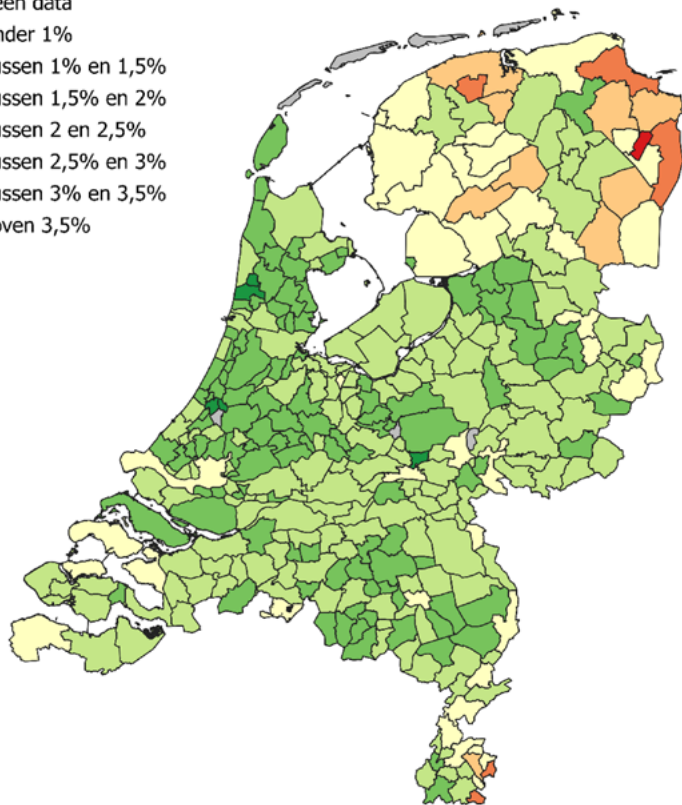 een data
nder 1%
ussen 1% en 1,5%
ussen 1,5% en 2%
ussen 2 en 2,5%
ussen 2,5% en 3%
ussen 3% en 3,5%
oven 3,5%